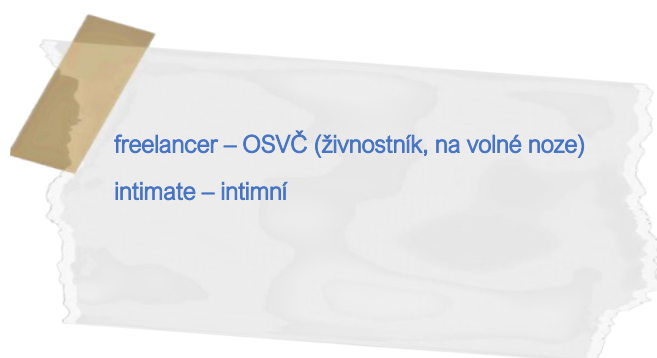 freelancer – OSVČ (živnostník, na volné noze)
intimate – intimní